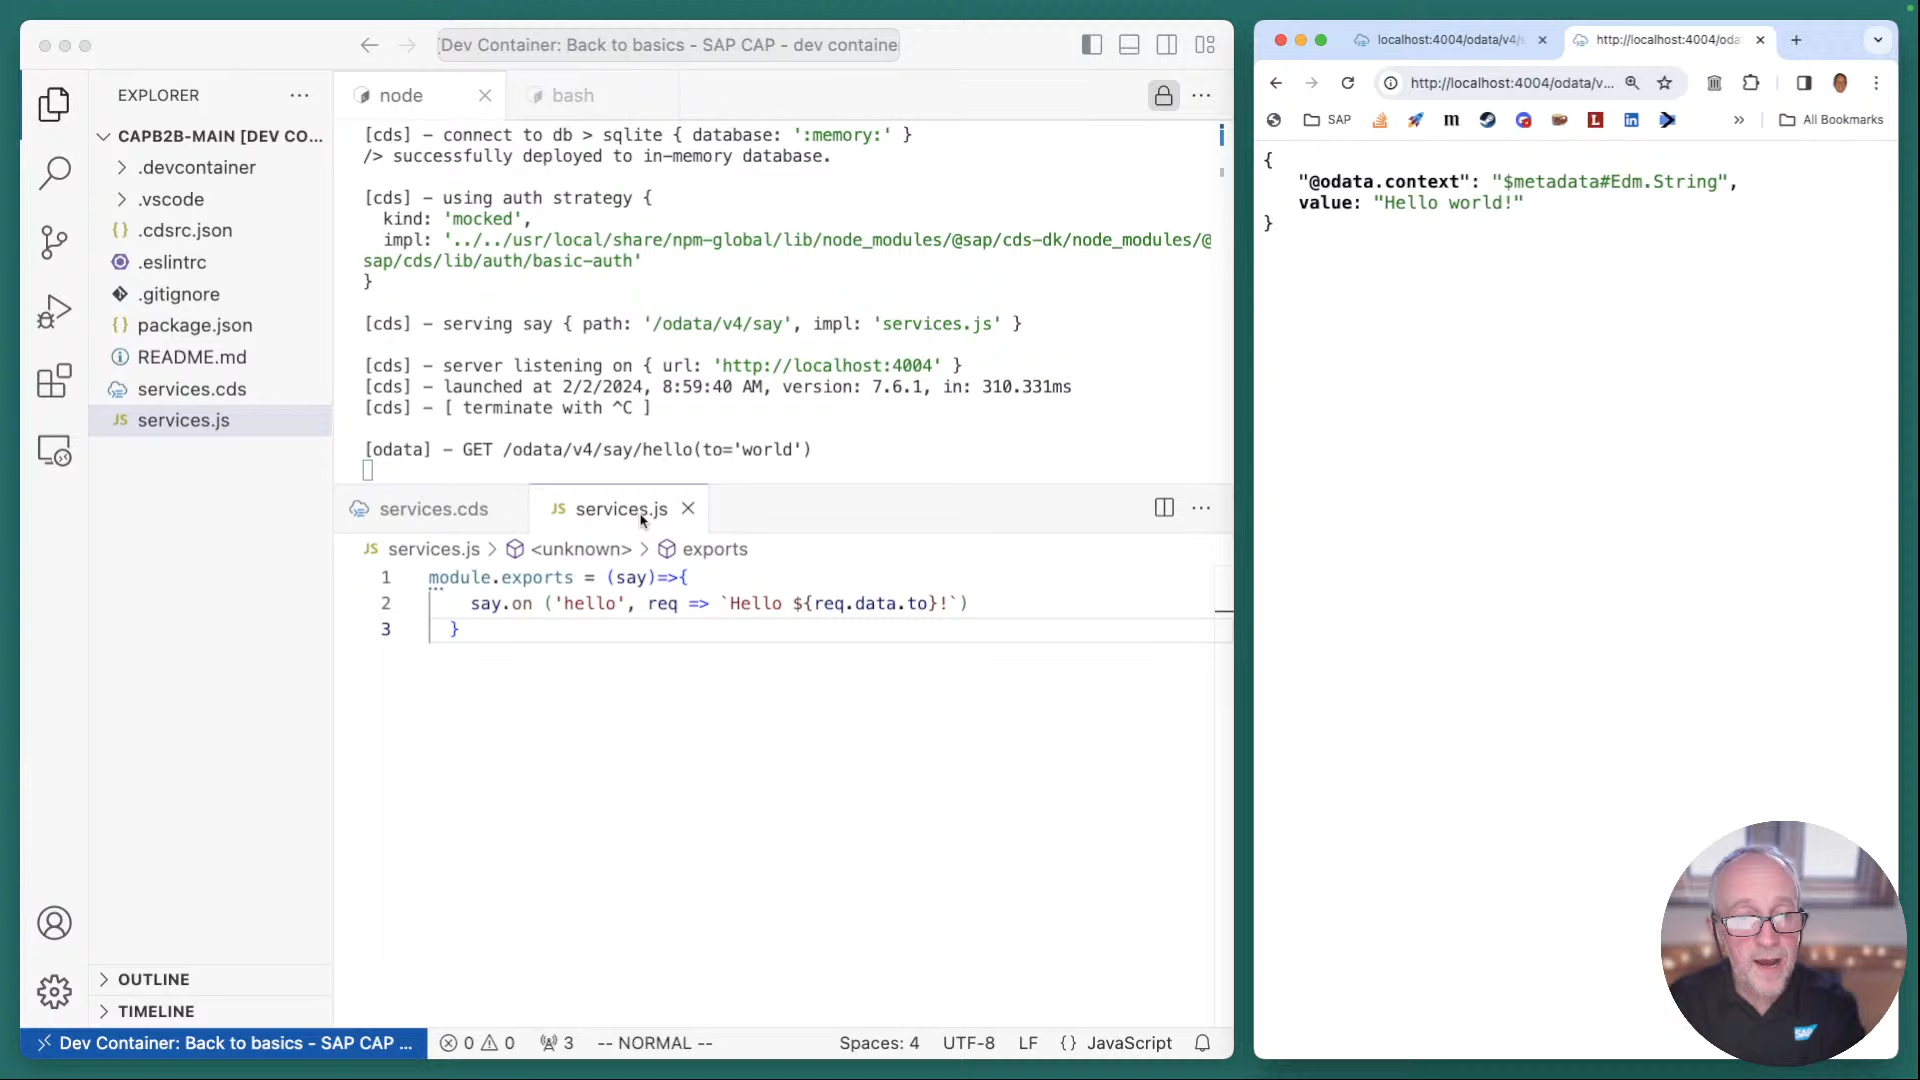 Dev Container: Back to basics - SAP CAP - dev containe
EXPLORER
CAPB2B-MAIN [DEV CO...
.devcontainer
.vscode
.cdsrc.json
.eslintrc
.gitignore
package.json
README.md
services.cds
services.js
OUTLINE
TIMELINE
node
bash
[cds] - connect to db > sqlite { database: ':memory:' }
/> successfully deployed to in-memory database.
[cds] - using auth strategy {
kind: 'mocked',
impl: '../../usr/local/share/npm-global/lib/node_modules/@sap/cds-dk/node_modules/@
sap/cds/lib/auth/basic-auth'
}
[cds] - serving say { path: '/odata/v4/say', impl: 'services.js' }
[cds] - server listening on { url: 'http://localhost:4004' }
[cds] - launched at 2/2/2024, 8:59:40 AM, version: 7.6.1, in: 310.331ms
[cds] - [ terminate with ^C ]
[odata] - GET /odata/v4/say/hello(to='world')
services.cds
JS services.js
JS services.js > <unknown> > exports
1 module.exports = (say)=>{
2 say.on ('hello', req => `Hello ${req.data.to}!`)
3 }
Dev Container: Back to basics - SAP CAP ... 0 0 3 -- NORMAL -- Spaces: 4 UTF-8 LF {} JavaScript
localhost:4004/odata/v4/ http://localhost:4004/oda
http://localhost:4004/odata/v...
SAP m L in » All Bookmarks
{
"@odata.context": "$metadata#Edm.String",
value: "Hello world!"
}
SAP